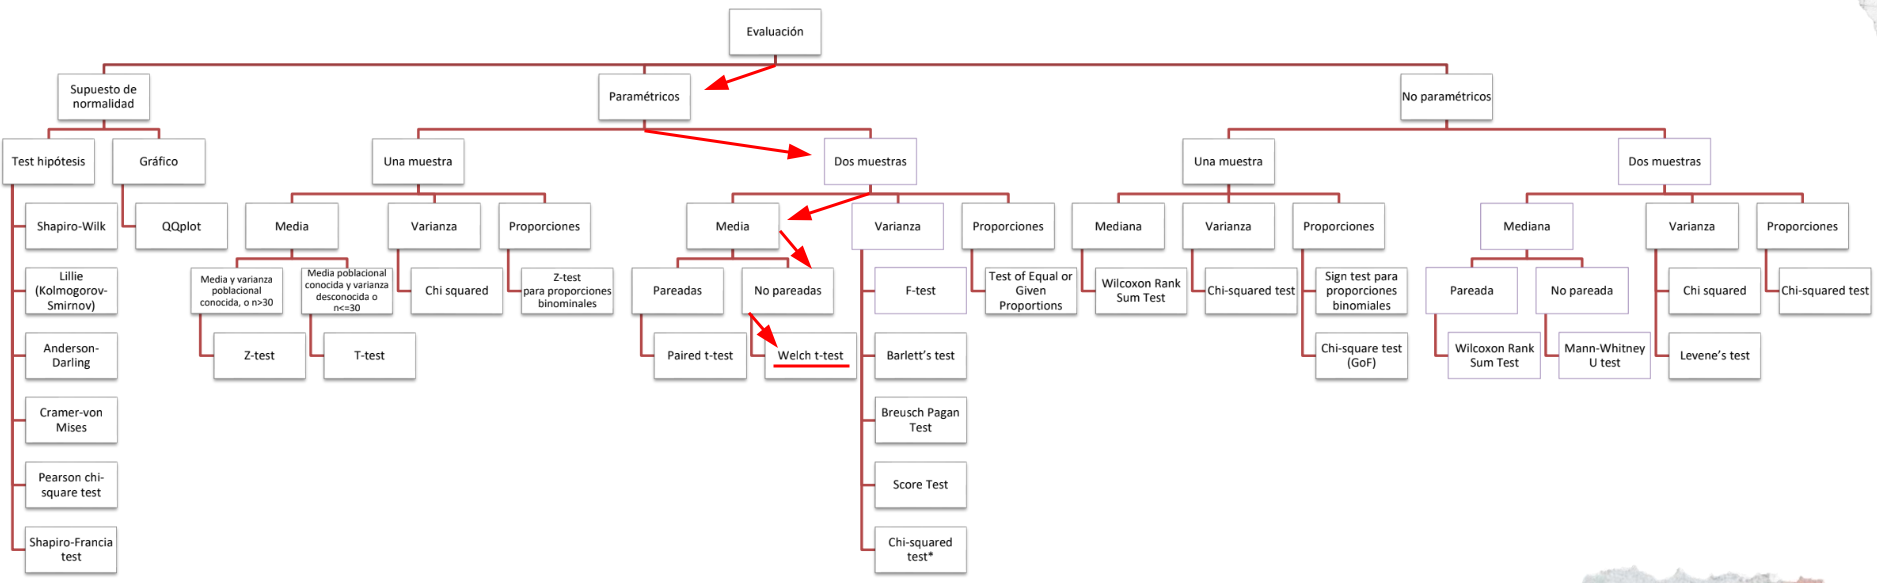 Evaluación
Supuesto de
normalidad
Paramétricos
No paramétricos
Test hipótesis
Gráfico
Una muestra
Dos muestras
Una muestra
Dos muestras
Shapiro-Wilk
QQplot
Media
Varianza
Proporciones
Media
Varianza
Proporciones
Mediana
Varianza
Proporciones
Mediana
Varianza
Proporciones
Lillie
(Kolmogorov-
Smirnov)
Media y varianza
poblacional
conocida, o n>30
Media poblacional
conocida y varianza
desconocida o
n<=30
Chi squared
Z-test
para proporciones
binominales
Pareadas
No pareadas
F-test
Test of Equal or
Given
Proportions
Wilcoxon Rank
Sum Test
Chi-squared test
Sign test para
proporciones
binomiales
Pareada
No pareada
Chi squared
Chi-squared test
Anderson-
Darling
Z-test
T-test
Paired t-test
Welch t-test
Barlett's test
Chi-square test
(GoF)
Wilcoxon Rank
Sum Test
Mann-Whitney
U test
Levene's test
Cramer-von
Mises
Breusch Pagan
Test
Pearson chi-
square test
Score Test
Shapiro-Francia
test
Chi-squared
test*